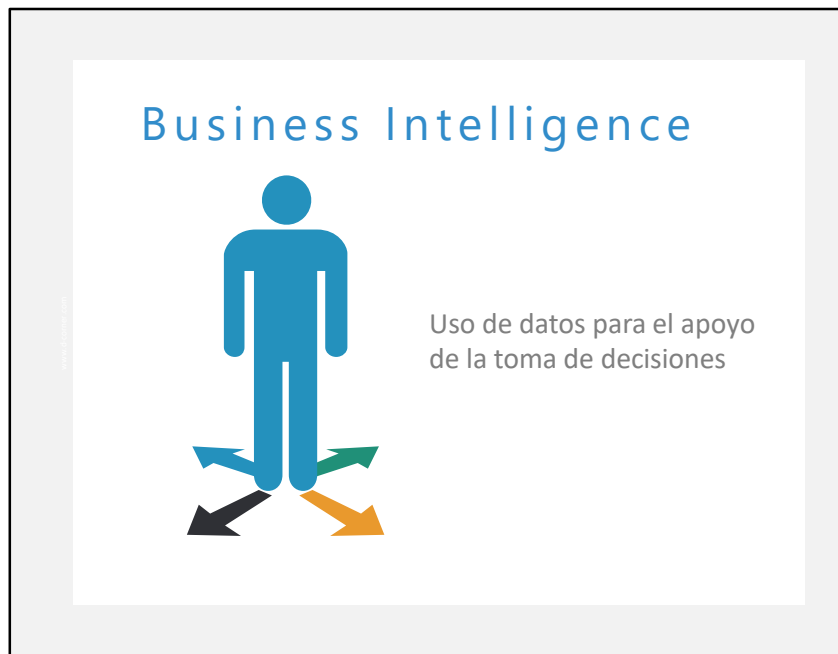 Business Intelligence
Uso de datos para el apoyo
de la toma de decisiones